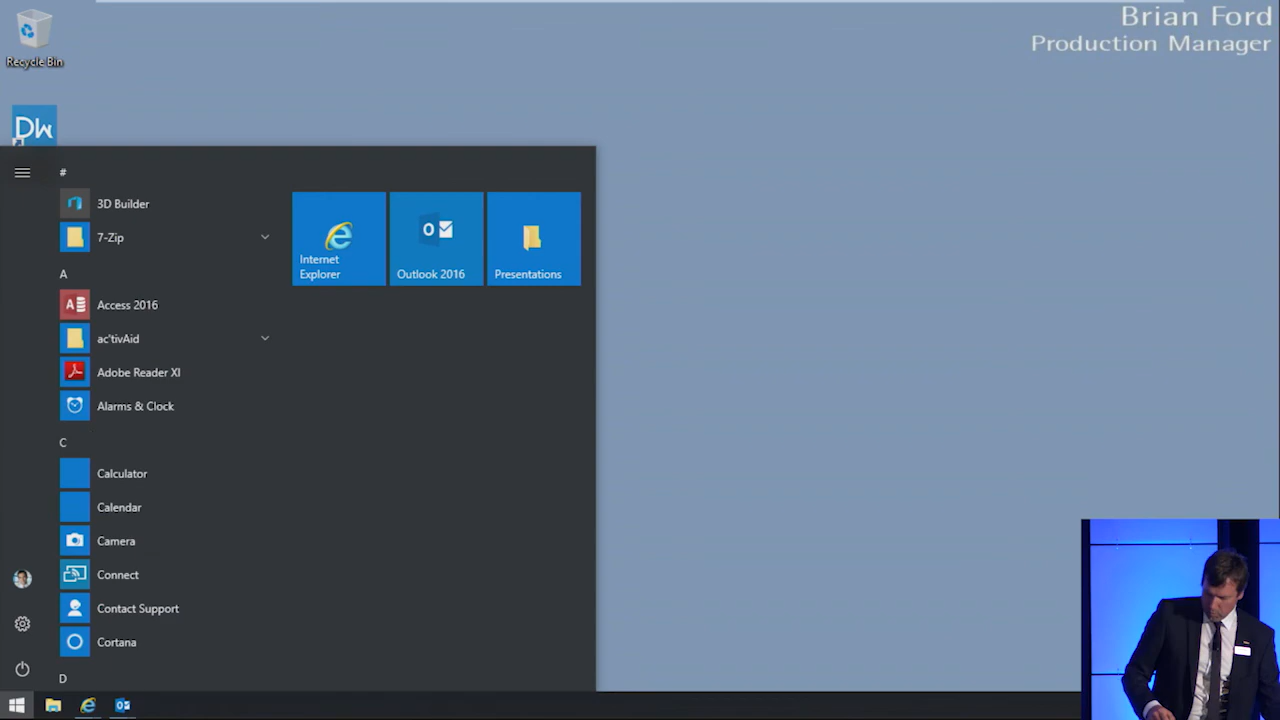 Brian Ford
Production Manager
Recycle Bin
DW
#
3D Builder
7-Zip
A
Access 2016
ac'tivAid
Adobe Reader XI
Alarms & Clock
C
Calculator
Calendar
Camera
Connect
Contact Support
Cortana
D
Internet
Explorer
Outlook 2016
Presentations